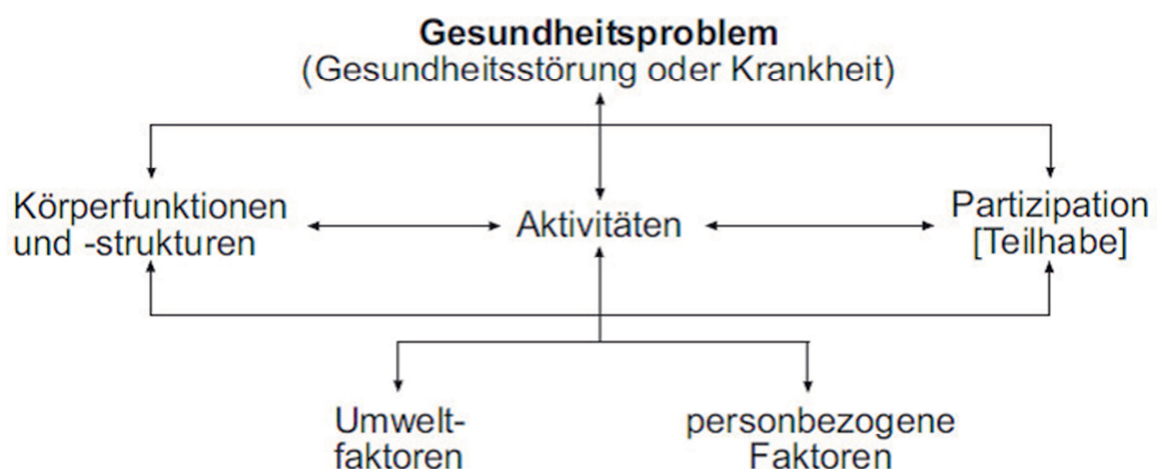 Gesundheitsproblem
(Gesundheitsstörung oder Krankheit)
Körperfunktionen
und -strukturen
Aktivitäten
Partizipation
[Teilhabe]
Umwelt-
faktoren
personbezogene
Faktoren